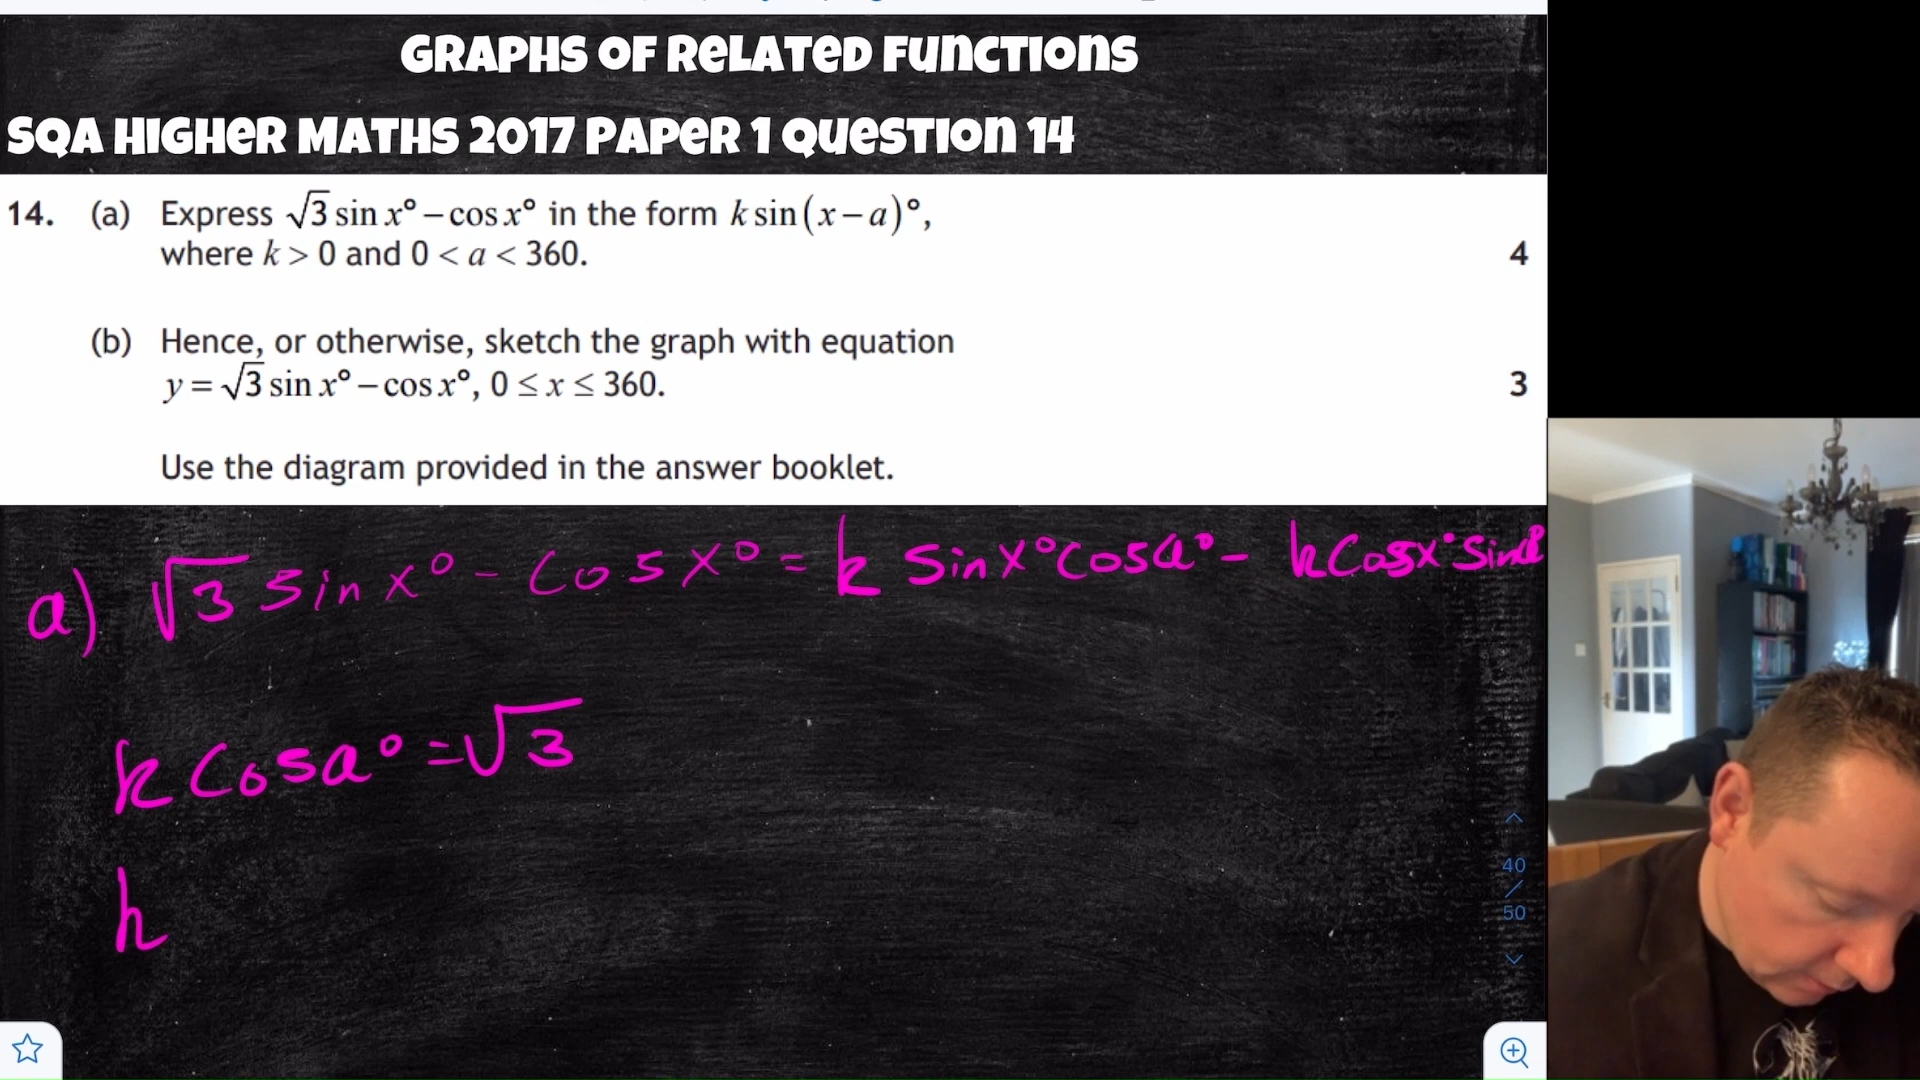 GRAPHS OF RELATED FUNCTIONS
SQA HIGHER MATHS 2017 PAPER 1 QUESTION 14
14. (a) Express √3 sin x° – cos x° in the form k sin(x – a)°,
where k > 0 and 0 < a < 360. 4
(b) Hence, or otherwise, sketch the graph with equation
y = √3 sin x° – cos x°, 0 ≤ x ≤ 360. 3
Use the diagram provided in the answer booklet.
a) √3 sin x° - cos x° = k sin x° cos a° - k cos x° sin a°
k cos a° = √3
h
40
/
50